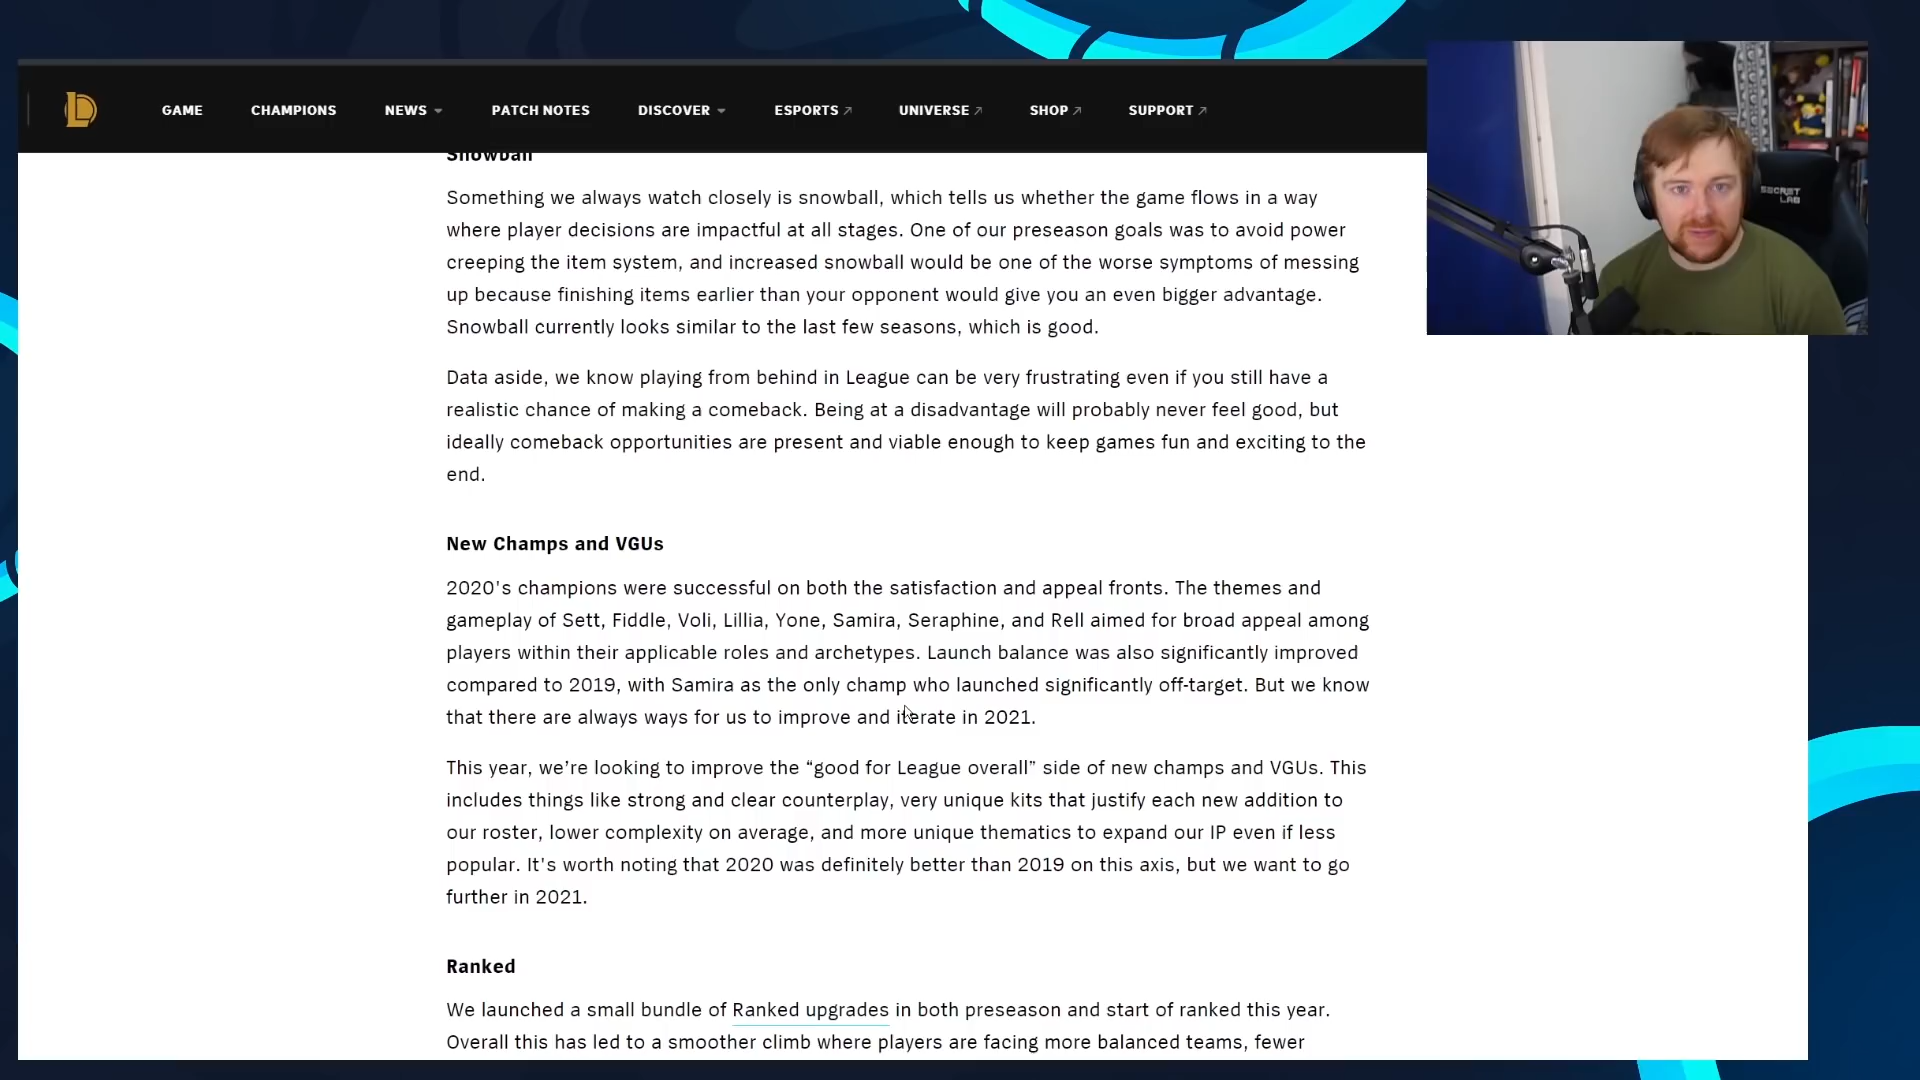 GAME CHAMPIONS NEWS PATCH NOTES DISCOVER ESPORTS UNIVERSE SHOP SUPPORT
SECRET
LAB
Snowball
Something we always watch closely is snowball, which tells us whether the game flows in a way
where player decisions are impactful at all stages. One of our preseason goals was to avoid power
creeping the item system, and increased snowball would be one of the worse symptoms of messing
up because finishing items earlier than your opponent would give you an even bigger advantage.
Snowball currently looks similar to the last few seasons, which is good.
Data aside, we know playing from behind in League can be very frustrating even if you still have a
realistic chance of making a comeback. Being at a disadvantage will probably never feel good, but
ideally comeback opportunities are present and viable enough to keep games fun and exciting to the
end.
New Champs and VGUs
2020's champions were successful on both the satisfaction and appeal fronts. The themes and
gameplay of Sett, Fiddle, Voli, Lillia, Yone, Samira, Seraphine, and Rell aimed for broad appeal among
players within their applicable roles and archetypes. Launch balance was also significantly improved
compared to 2019, with Samira as the only champ who launched significantly off-target. But we know
that there are always ways for us to improve and iterate in 2021.
This year, we’re looking to improve the “good for League overall” side of new champs and VGUs. This
includes things like strong and clear counterplay, very unique kits that justify each new addition to
our roster, lower complexity on average, and more unique thematics to expand our IP even if less
popular. It's worth noting that 2020 was definitely better than 2019 on this axis, but we want to go
further in 2021.
Ranked
We launched a small bundle of Ranked upgrades in both preseason and start of ranked this year.
Overall this has led to a smoother climb where players are facing more balanced teams, fewer